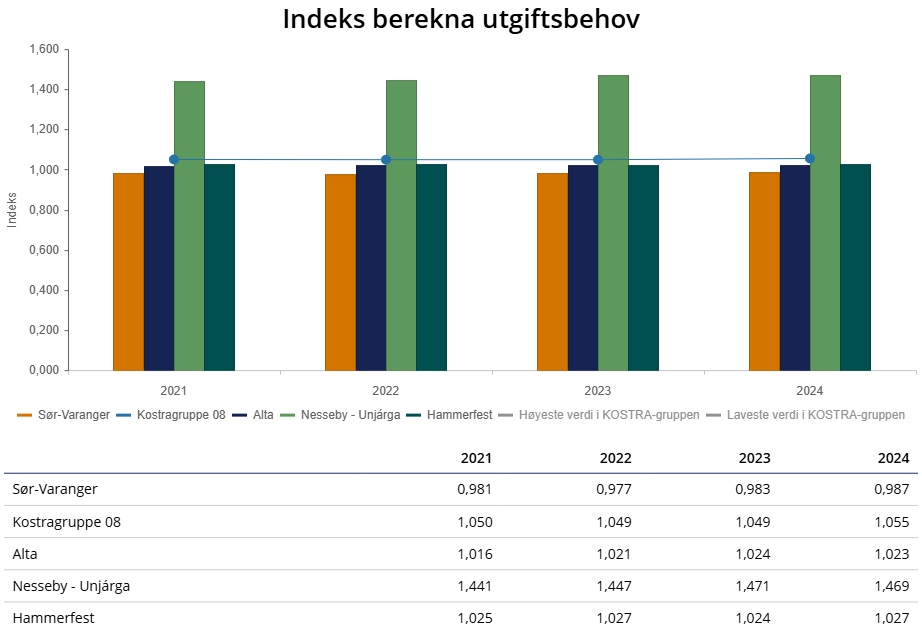 Indeks berekna utgiftsbehov
1,600
1,400
1,200
1,000
0,800
0,600
0,400
0,200
0,000
Indeks
2021 2022 2023 2024
Sør-Varanger Kostragruppe 08 Alta Nesseby - Unjárga Hammerfest Høyeste verdi i KOSTRA-gruppen Laveste verdi i KOSTRA-gruppen
2021 2022 2023 2024
Sør-Varanger 0,981 0,977 0,983 0,987
Kostragruppe 08 1,050 1,049 1,049 1,055
Alta 1,016 1,021 1,024 1,023
Nesseby - Unjárga 1,441 1,447 1,471 1,469
Hammerfest 1,025 1,027 1,024 1,027